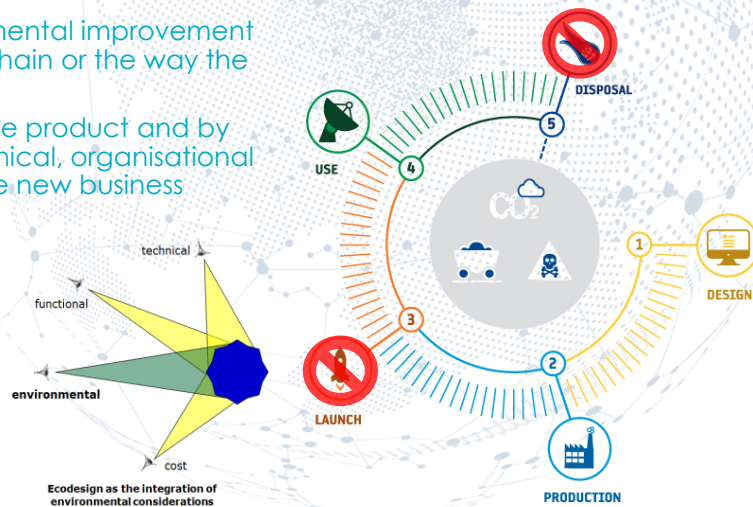 mental improvement
hain or the way the
e product and by
nical, organisational
e new business
technical
functional
environmental
cost
Ecodesign as the integration of
environmental considerations
DISPOSAL
5
USE
4
CO2
1
DESIGN
3
2
LAUNCH
PRODUCTION